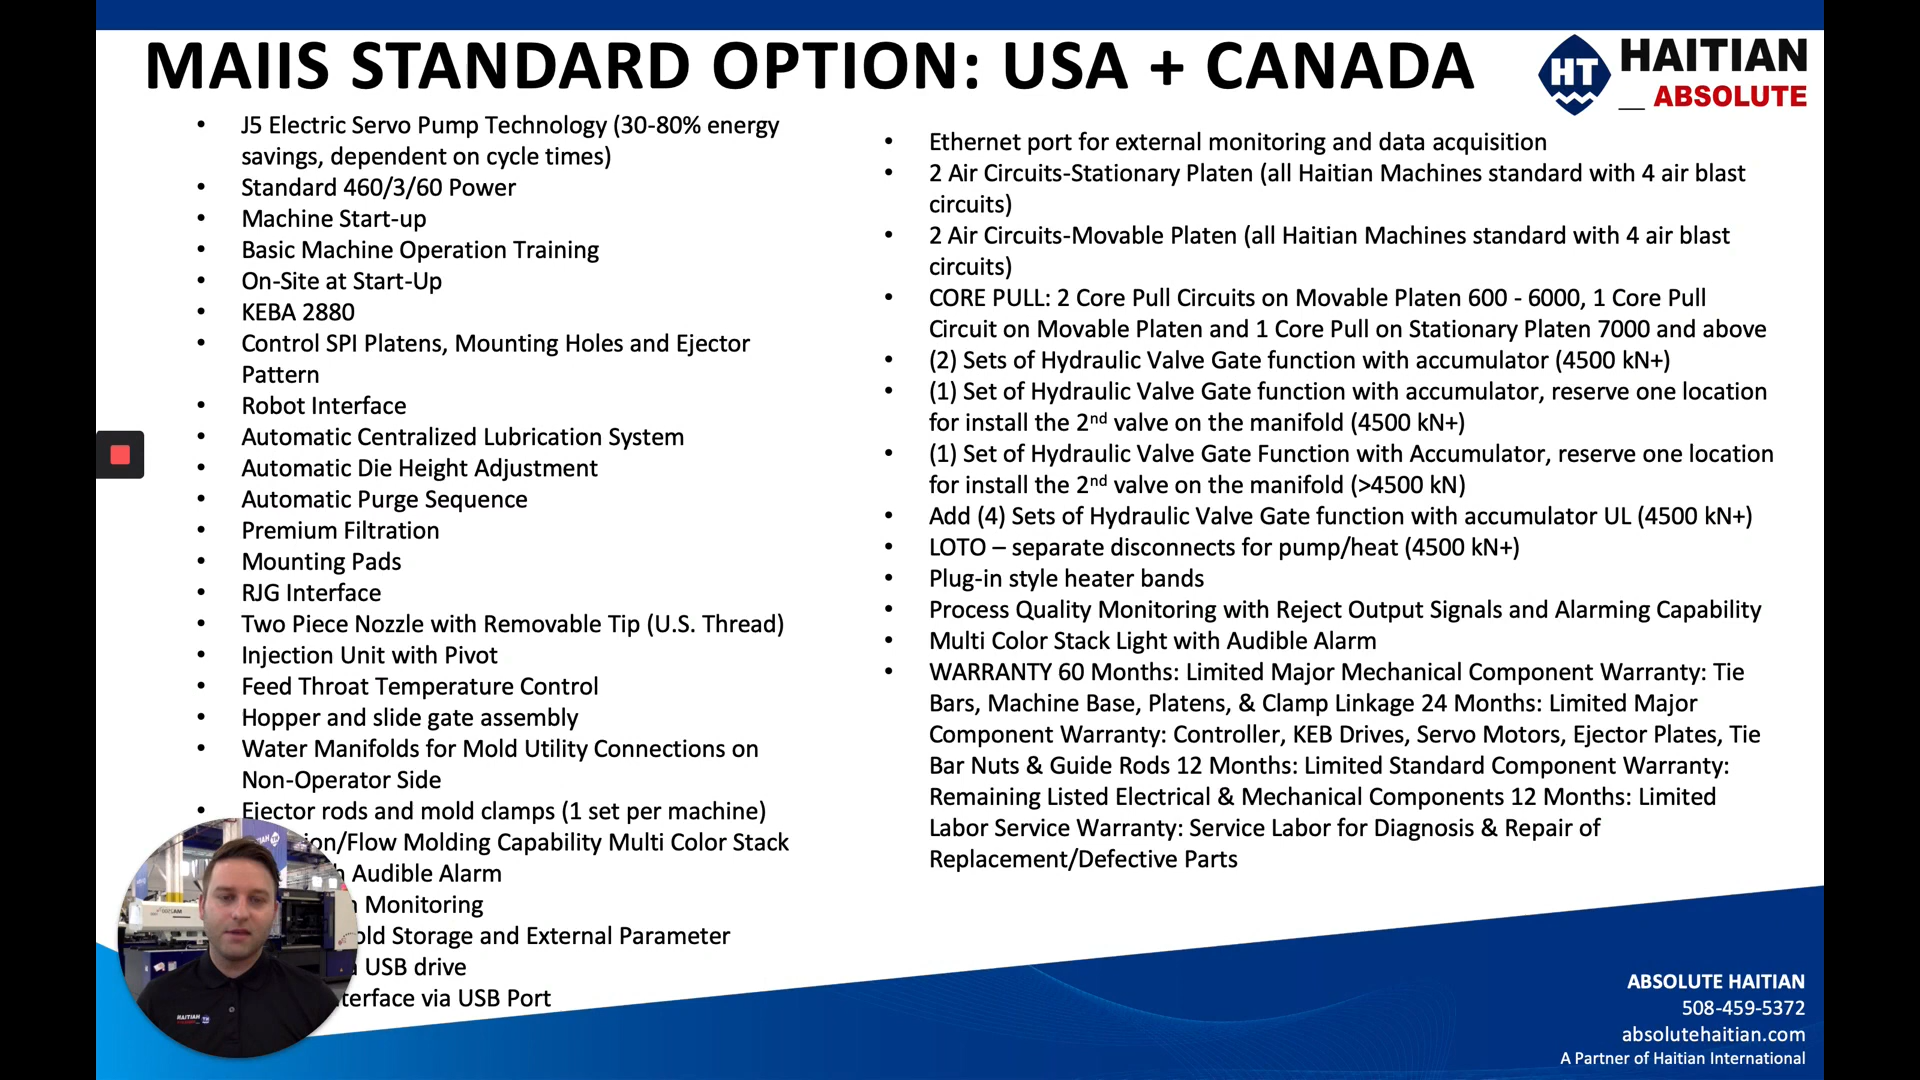 MAIIS STANDARD OPTION: USA + CANADA
HT
HAITIAN
__ ABSOLUTE
• J5 Electric Servo Pump Technology (30-80% energy
savings, dependent on cycle times)
• Standard 460/3/60 Power
• Machine Start-up
• Basic Machine Operation Training
• On-Site at Start-Up
• KEBA 2880
• Control SPI Platens, Mounting Holes and Ejector
Pattern
• Robot Interface
• Automatic Centralized Lubrication System
• Automatic Die Height Adjustment
• Automatic Purge Sequence
• Premium Filtration
• Mounting Pads
• RJG Interface
• Two Piece Nozzle with Removable Tip (U.S. Thread)
• Injection Unit with Pivot
• Feed Throat Temperature Control
• Hopper and slide gate assembly
• Water Manifolds for Mold Utility Connections on
Non-Operator Side
• Ejector rods and mold clamps (1 set per machine)
on/Flow Molding Capability Multi Color Stack
Audible Alarm
Monitoring
old Storage and External Parameter
USB drive
terface via USB Port
• Ethernet port for external monitoring and data acquisition
• 2 Air Circuits-Stationary Platen (all Haitian Machines standard with 4 air blast
circuits)
• 2 Air Circuits-Movable Platen (all Haitian Machines standard with 4 air blast
circuits)
• CORE PULL: 2 Core Pull Circuits on Movable Platen 600 - 6000, 1 Core Pull
Circuit on Movable Platen and 1 Core Pull on Stationary Platen 7000 and above
• (2) Sets of Hydraulic Valve Gate function with accumulator (4500 kN+)
• (1) Set of Hydraulic Valve Gate function with accumulator, reserve one location
for install the 2nd valve on the manifold (4500 kN+)
• (1) Set of Hydraulic Valve Gate Function with Accumulator, reserve one location
for install the 2nd valve on the manifold (>4500 kN)
• Add (4) Sets of Hydraulic Valve Gate function with accumulator UL (4500 kN+)
• LOTO – separate disconnects for pump/heat (4500 kN+)
• Plug-in style heater bands
• Process Quality Monitoring with Reject Output Signals and Alarming Capability
• Multi Color Stack Light with Audible Alarm
• WARRANTY 60 Months: Limited Major Mechanical Component Warranty: Tie
Bars, Machine Base, Platens, & Clamp Linkage 24 Months: Limited Major
Component Warranty: Controller, KEB Drives, Servo Motors, Ejector Plates, Tie
Bar Nuts & Guide Rods 12 Months: Limited Standard Component Warranty:
Remaining Listed Electrical & Mechanical Components 12 Months: Limited
Labor Service Warranty: Service Labor for Diagnosis & Repair of
Replacement/Defective Parts
HAITIAN
ABSOLUTE HAITIAN
508-459-5372
absolutehaitian.com
A Partner of Haitian International